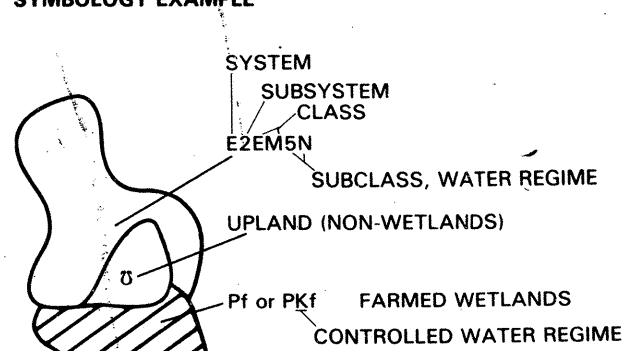 SYMBOLOGY EXAMPLE
SYSTEM
SUBSYSTEM
CLASS
E2EM5N
SUBCLASS, WATER REGIME
UPLAND (NON-WETLANDS)
U
Pf or PKf FARMED WETLANDS
CONTROLLED WATER REGIME